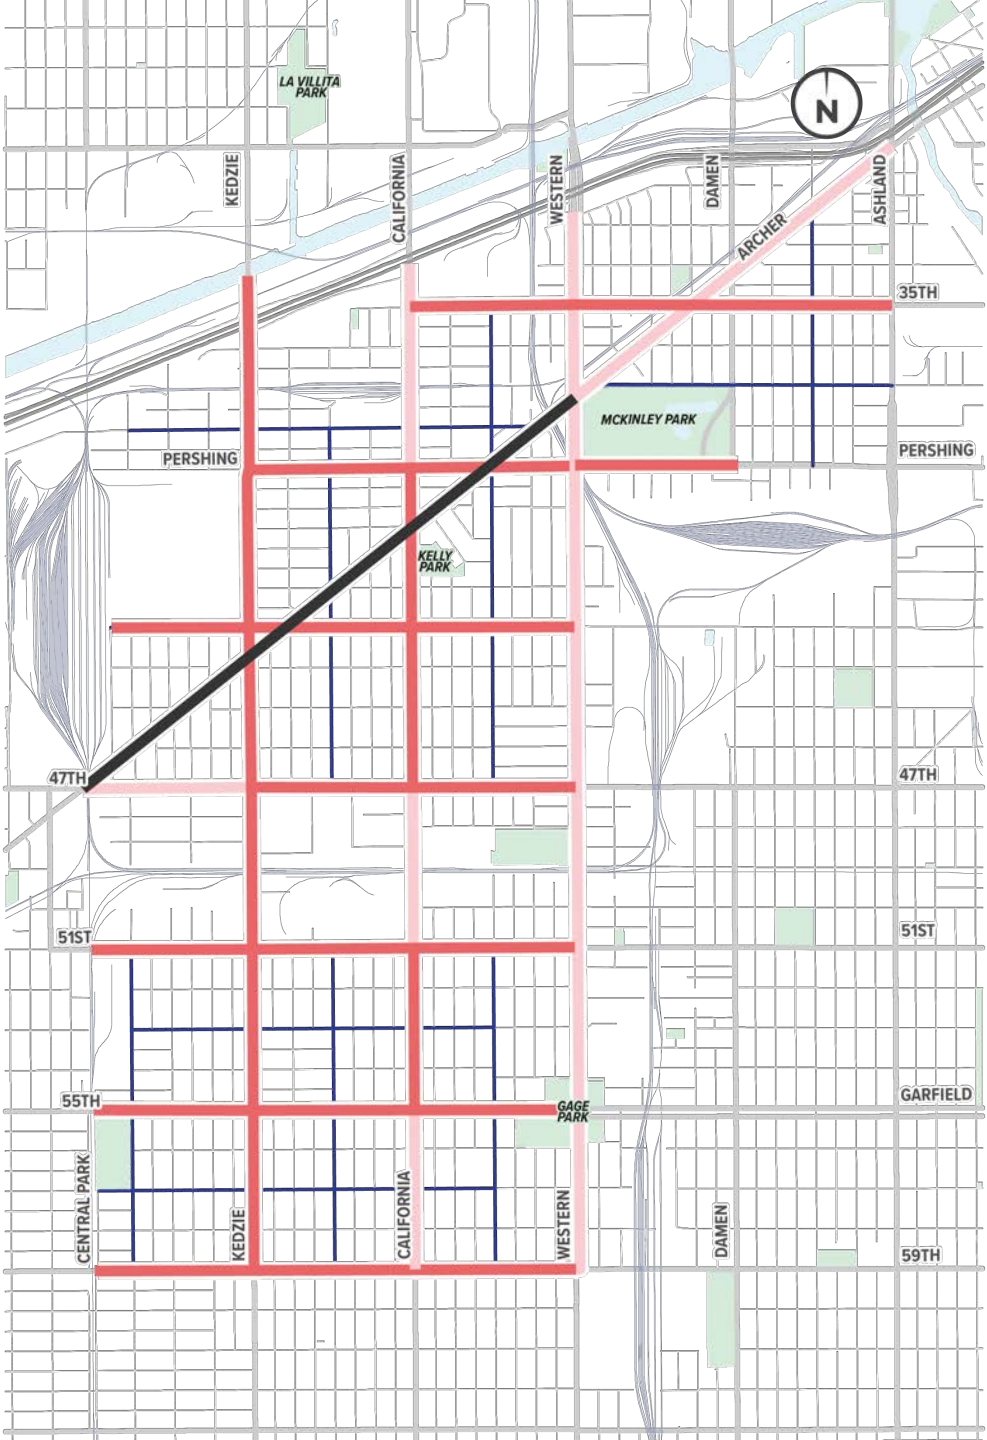 LA VILLITA
PARK
N
KEDZIE
CALIFORNIA
WESTERN
DAMEN
ASHLAND
ARCHER
35TH
MCKINLEY PARK
PERSHING
PERSHING
KELLY
PARK
47TH
47TH
51ST
51ST
55TH
GARFIELD
GAGE
PARK
CENTRAL PARK
KEDZIE
CALIFORNIA
WESTERN
DAMEN
59TH